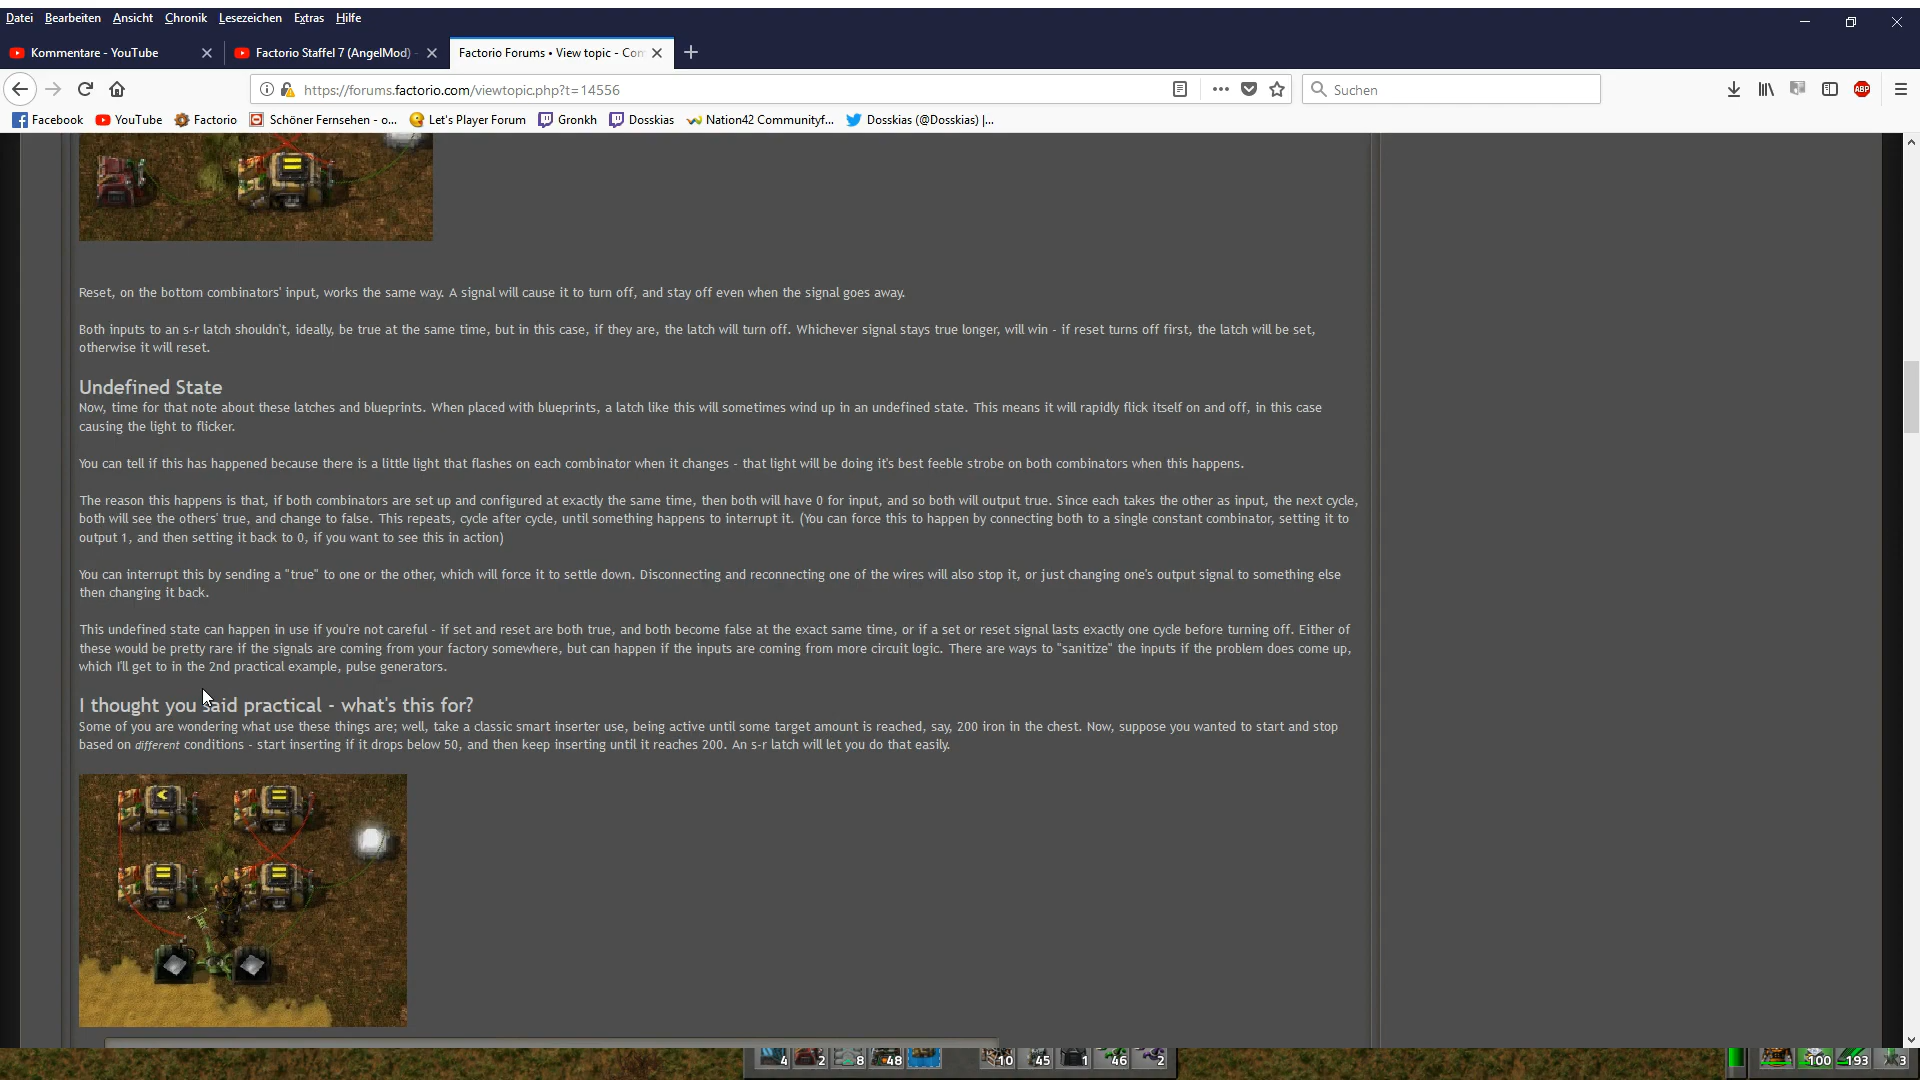 Datei Bearbeiten Ansicht Chronik Lesezeichen Extras Hilfe
Kommentare - YouTube
Factorio Staffel 7 (AngelMod) -
Factorio Forums • View topic - Com
https://forums.factorio.com/viewtopic.php?t=14556
Suchen
ABP
Facebook YouTube Factorio Schöner Fernsehen - o... Let's Player Forum Gronkh Dosskias Nation42 Communityf... Dosskias (@Dosskias) |...
Reset, on the bottom combinators' input, works the same way. A signal will cause it to turn off, and stay off even when the signal goes away.
Both inputs to an s-r latch shouldn't, ideally, be true at the same time, but in this case, if they are, the latch will turn off. Whichever signal stays true longer, will win - if reset turns off first, the latch will be set,
otherwise it will reset.
Undefined State
Now, time for that note about these latches and blueprints. When placed with blueprints, a latch like this will sometimes wind up in an undefined state. This means it will rapidly flick itself on and off, in this case
causing the light to flicker.
You can tell if this has happened because there is a little light that flashes on each combinator when it changes - that light will be doing it's best feeble strobe on both combinators when this happens.
The reason this happens is that, if both combinators are set up and configured at exactly the same time, then both will have 0 for input, and so both will output true. Since each takes the other as input, the next cycle,
both will see the others' true, and change to false. This repeats, cycle after cycle, until something happens to interrupt it. (You can force this to happen by connecting both to a single constant combinator, setting it to
output 1, and then setting it back to 0, if you want to see this in action)
You can interrupt this by sending a "true" to one or the other, which will force it to settle down. Disconnecting and reconnecting one of the wires will also stop it, or just changing one's output signal to something else
then changing it back.
This undefined state can happen in use if you're not careful - if set and reset are both true, and both become false at the exact same time, or if a set or reset signal lasts exactly one cycle before turning off. Either of
these would be pretty rare if the signals are coming from your factory somewhere, but can happen if the inputs are coming from more circuit logic. There are ways to "sanitize" the inputs if the problem does come up,
which I'll get to in the 2nd practical example, pulse generators.
I thought you said practical - what's this for?
Some of you are wondering what use these things are; well, take a classic smart inserter use, being active until some target amount is reached, say, 200 iron in the chest. Now, suppose you wanted to start and stop
based on different conditions - start inserting if it drops below 50, and then keep inserting until it reaches 200. An s-r latch will let you do that easily.
4 2 8 48 10 45 1 46 2 100 193 3